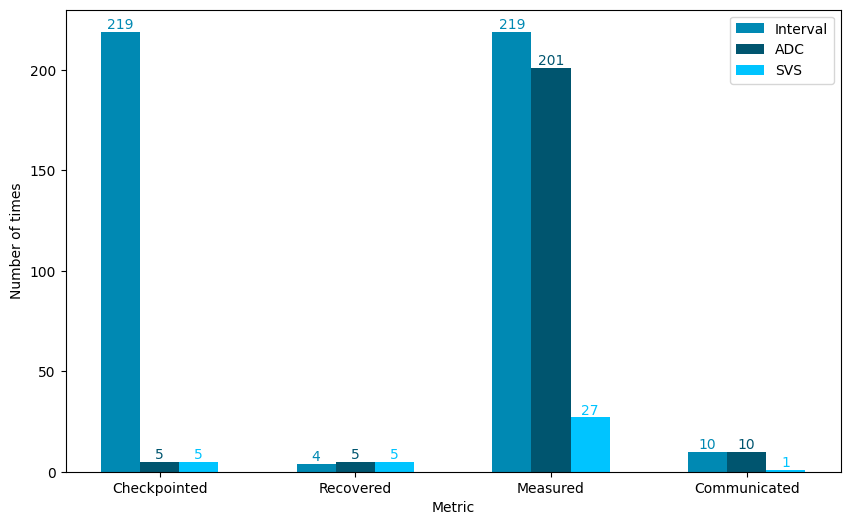 219
219
Interval
ADC
SVS
201
200
150
100
50
0
Number of times
5
5
4
5
5
27
10
10
1
Checkpointed
Recovered
Measured
Communicated
Metric